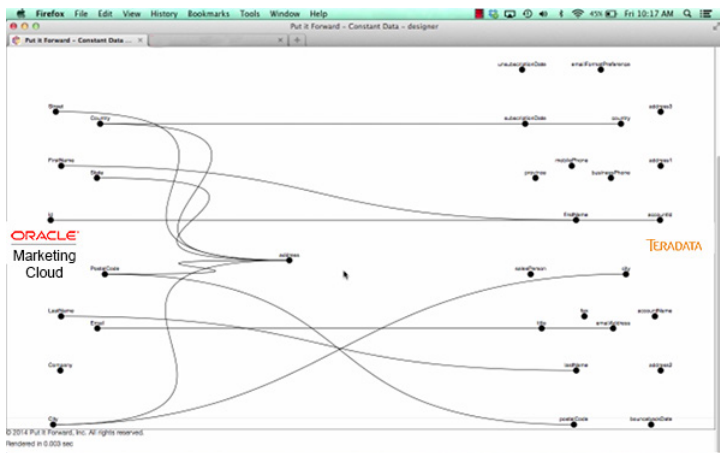 Firefox File Edit View History Bookmarks Tools Window Help 45% Fri 10:17 AM
Put it Forward – Constant Data – designer
Put it Forward – Constant Data ...
unsubscriptionDate emailFormatPreference
Street address3
Country subscriptionDate country
FirstName mobilePhone address1
State province businessPhone
Id firstName accountId
ORACLE
Marketing
Cloud
TERADATA
address
PostalCode salesPerson city
LastName fax accountName
Email title emailAddress
Company lastName address2
City postalCode
© 2014 Put it Forward, Inc. All rights reserved.
Rendered in 0.003 sec